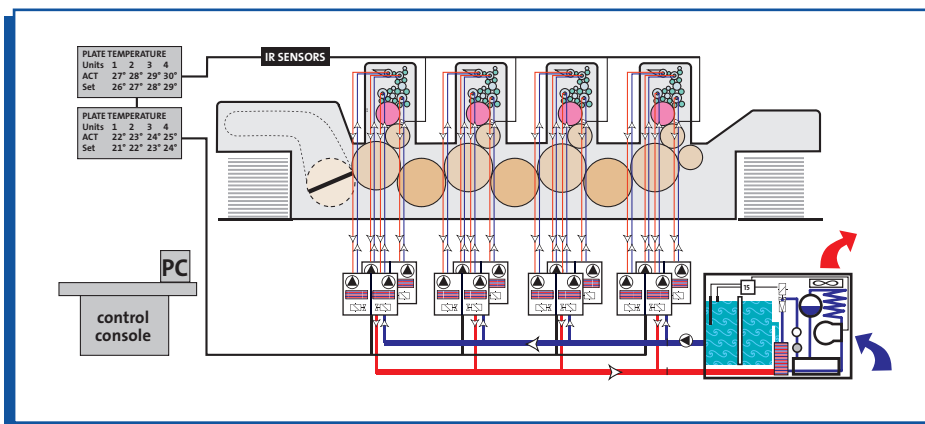 PLATE TEMPERATURE
Units 1 2 3 4
ACT 27° 28° 29° 30°
Set 26° 27° 28° 29°
PLATE TEMPERATURE
Units 1 2 3 4
ACT 22° 23° 24° 25°
Set 21° 22° 23° 24°
IR SENSORS
PC
control
console
15